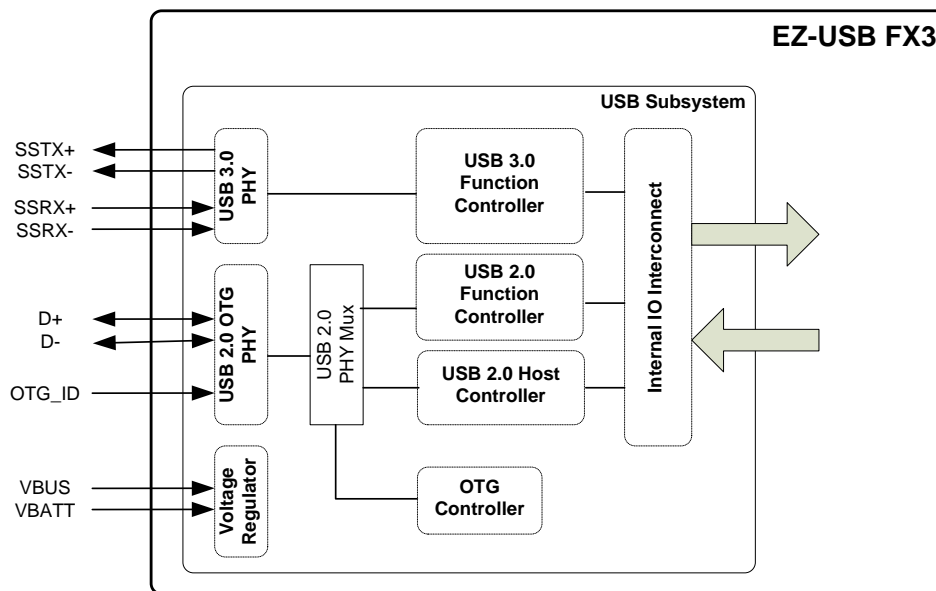 EZ-USB FX3
USB Subsystem
SSTX+
SSTX-
SSRX+
SSRX-
USB 3.0
PHY
USB 3.0
Function
Controller
D+
D-
OTG_ID
USB 2.0 OTG
PHY
USB 2.0
PHY Mux
USB 2.0
Function
Controller
USB 2.0 Host
Controller
Internal IO Interconnect
VBUS
VBATT
Voltage
Regulator
OTG
Controller